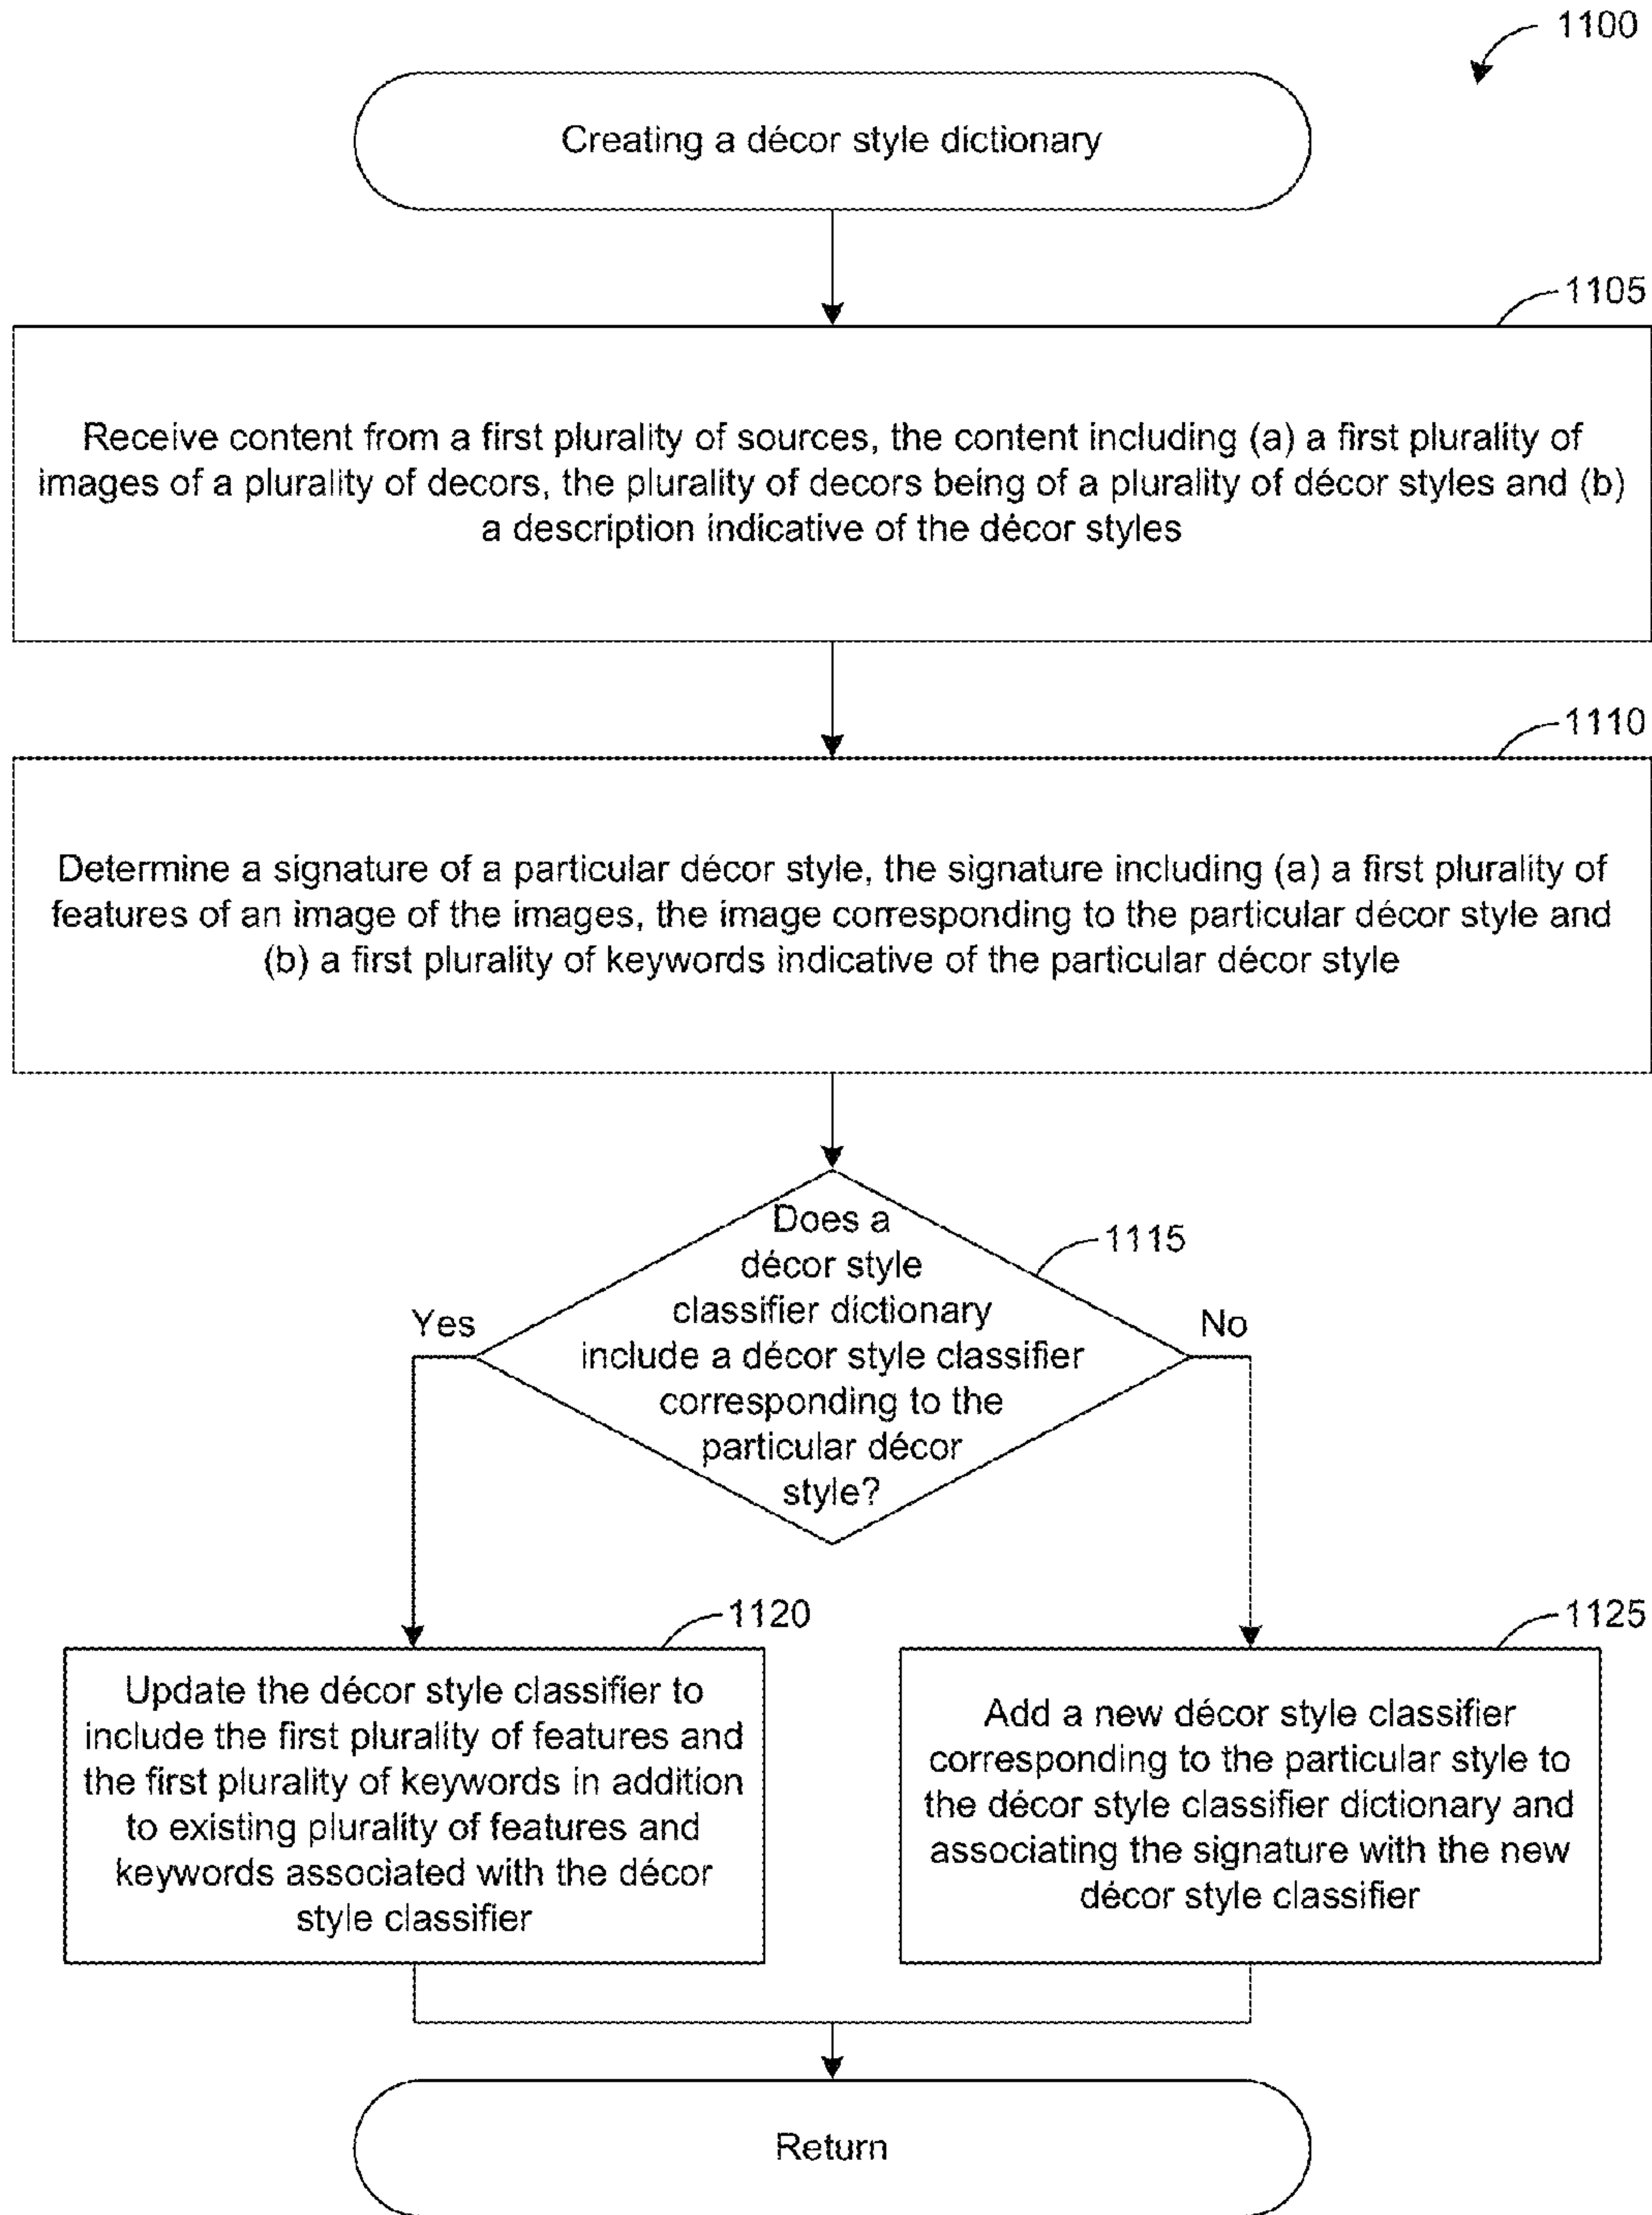 1100
Creating a décor style dictionary
1105
Receive content from a first plurality of sources, the content including (a) a first plurality of
images of a plurality of decors, the plurality of decors being of a plurality of décor styles and (b)
a description indicative of the décor styles
1110
Determine a signature of a particular décor style, the signature including (a) a first plurality of
features of an image of the images, the image corresponding to the particular décor style and
(b) a first plurality of keywords indicative of the particular décor style
Does a
décor style
classifier dictionary
include a décor style classifier
corresponding to the
particular décor
style?
1115
Yes
No
1120
Update the décor style classifier to
include the first plurality of features and
the first plurality of keywords in addition
to existing plurality of features and
keywords associated with the décor
style classifier
1125
Add a new décor style classifier
corresponding to the particular style to
the décor style classifier dictionary and
associating the signature with the new
décor style classifier
Return